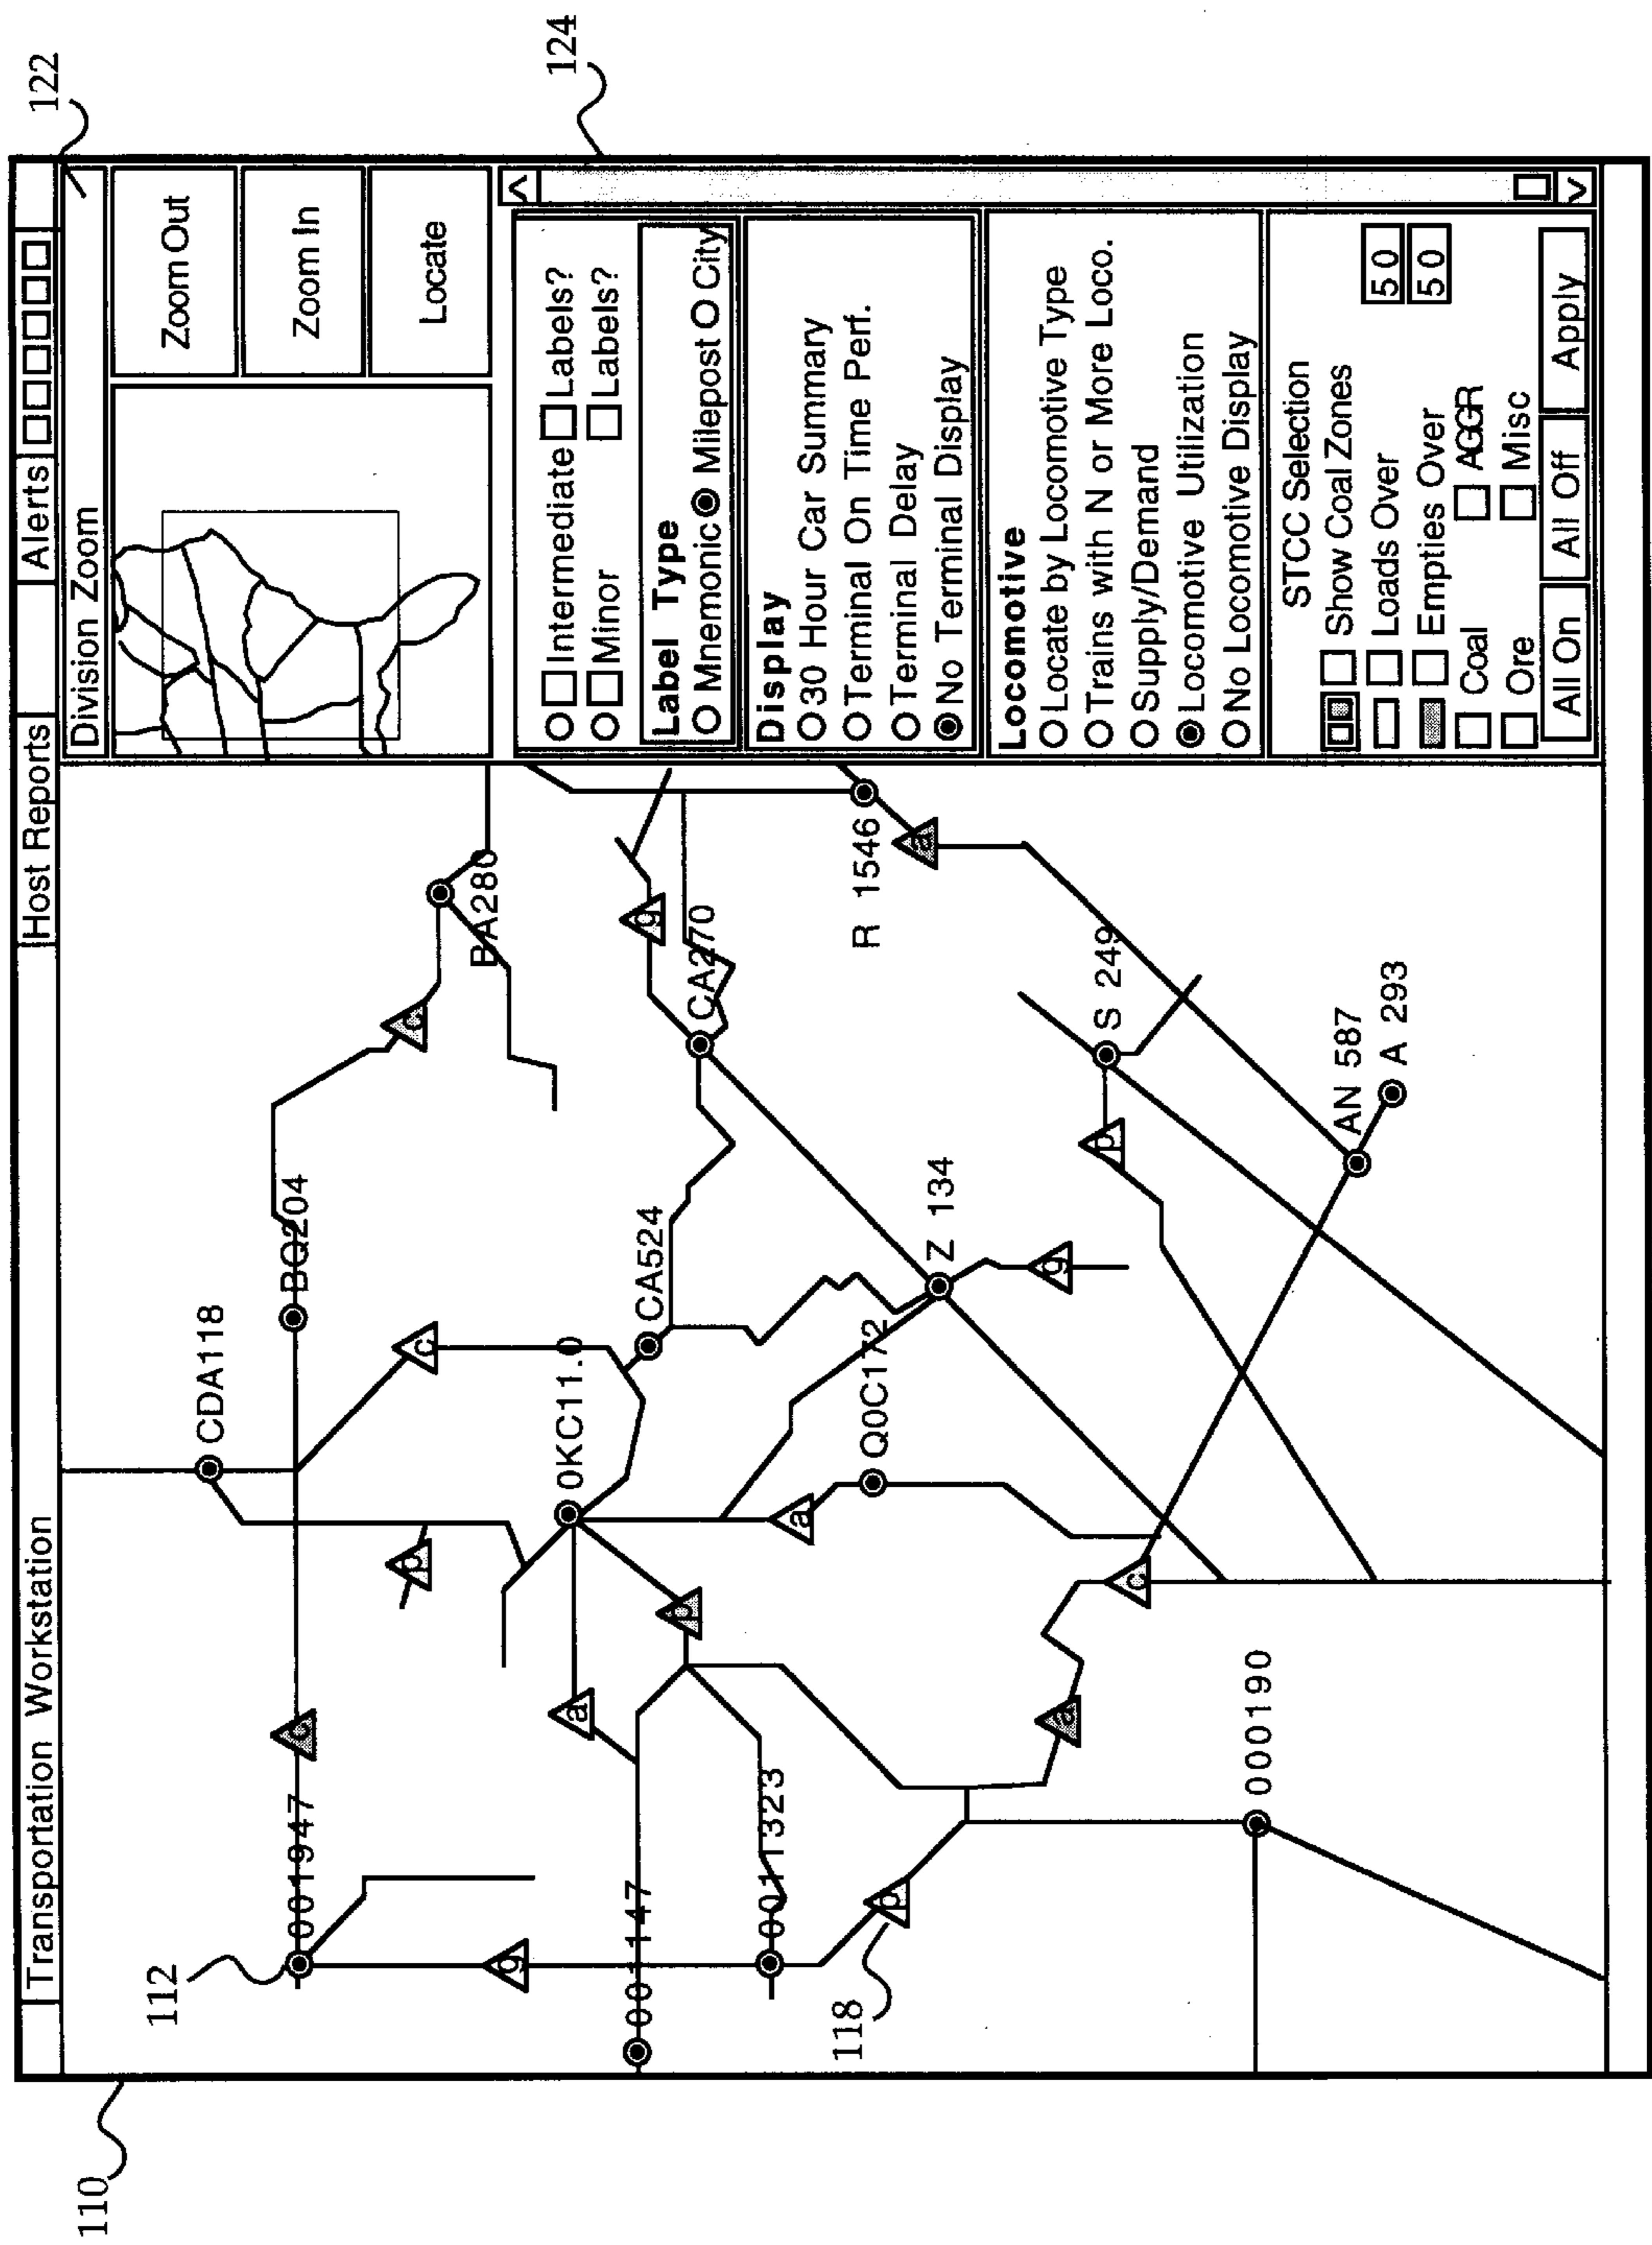 110
122
124
Transportation Workstation
Host Reports
Alerts
Division Zoom
Zoom Out
Zoom In
Locate
Intermediate Labels?
Minor Labels?
Label Type
Mnemonic Milepost City
Display
30 Hour Car Summary
Terminal On Time Perf.
Terminal Delay
No Terminal Display
Locomotive
Locate by Locomotive Type
Trains with N or More Loco.
Supply/Demand
Locomotive Utilization
No Locomotive Display
STCC Selection
Show Coal Zones
Loads Over 50
Empties Over 50
Coal AGGR
Ore Misc
All On All Off Apply
112
118
CDA118
BQ204
BA280
001947
c
c
c
p
g
0KC11.0
CA524
CA270
g
a
p
001 147
0011323
a
Q0C172
Z 134
R 1546
a
p
g
S 249
p
a
c
000190
AN 587
A 293